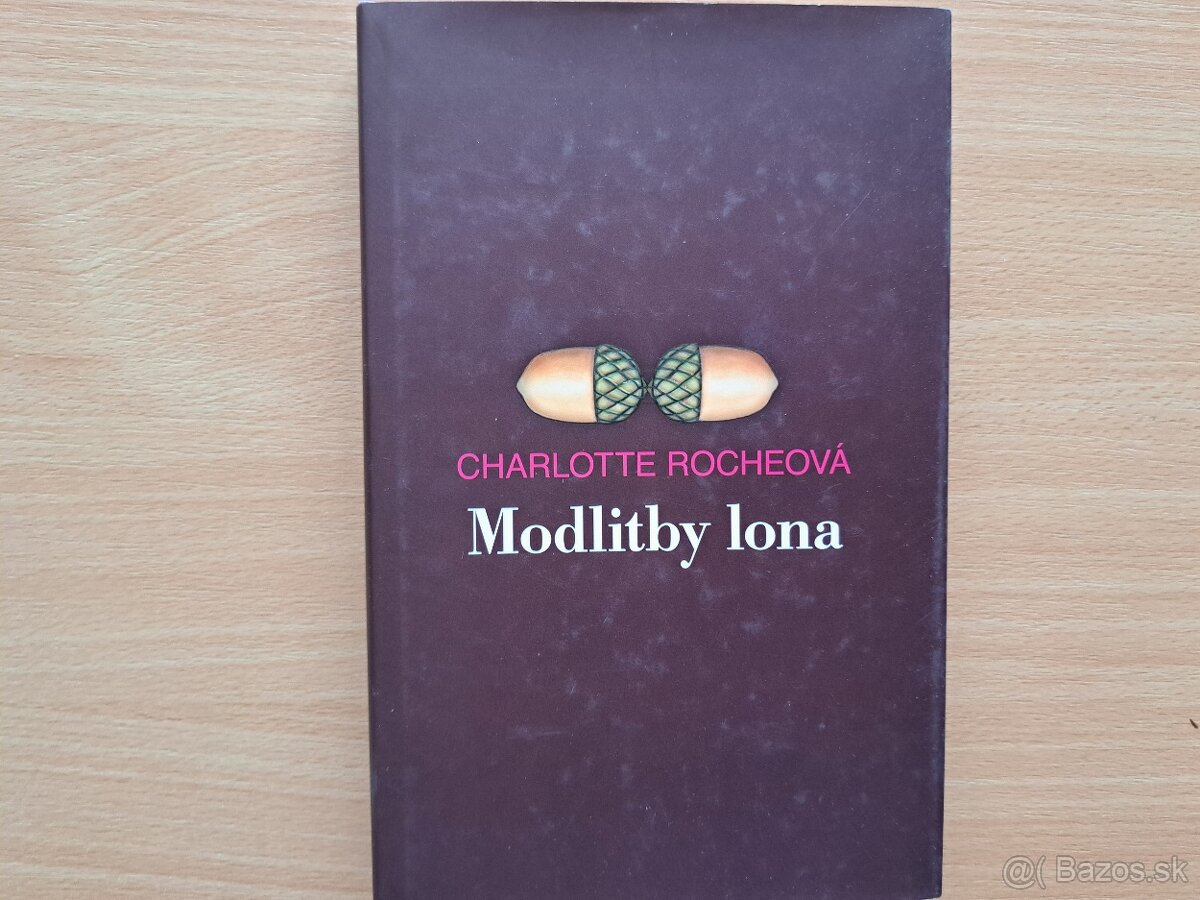 CHARLOTTE ROCHEOVÁ
Modlitby lona
@( Bazos.sk